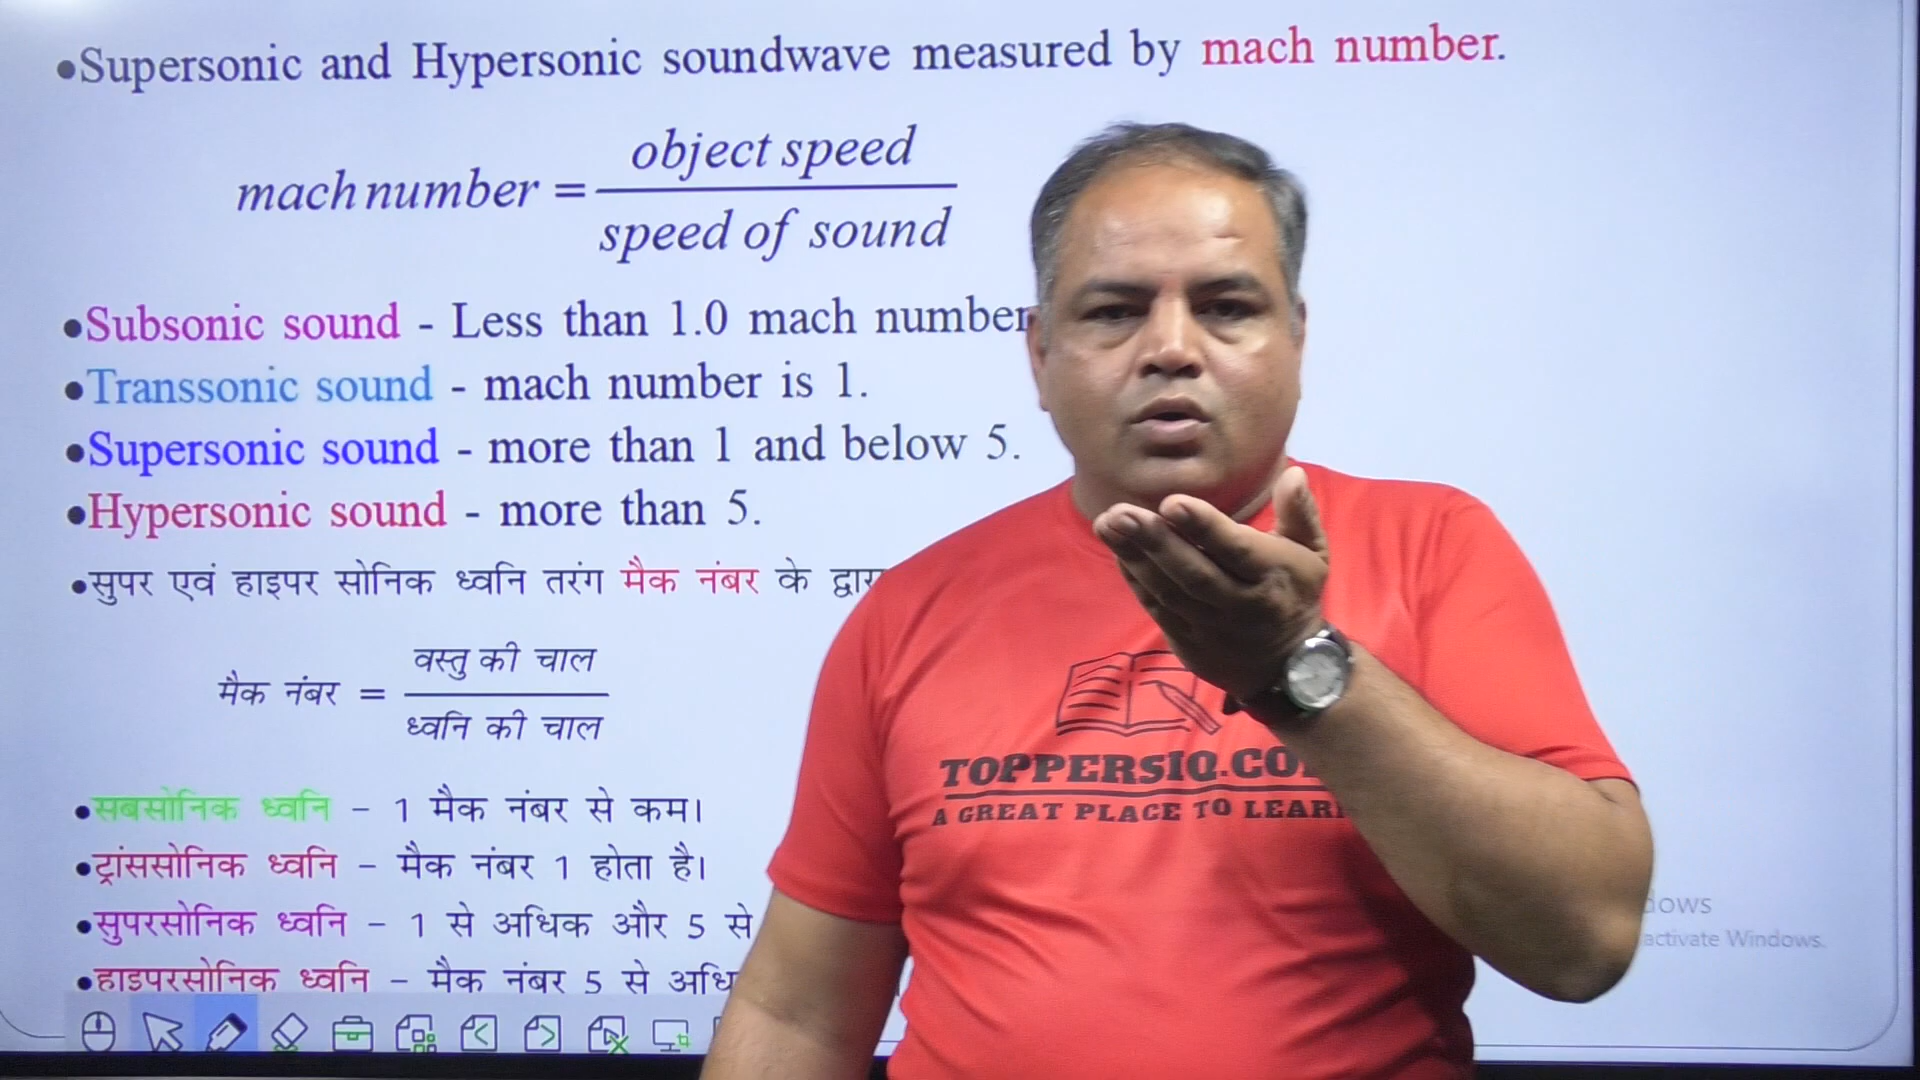 •Supersonic and Hypersonic soundwave measured by mach number.
mach number = object speed
speed of sound
•Subsonic sound - Less than 1.0 mach number
•Transsonic sound - mach number is 1.
•Supersonic sound - more than 1 and below 5.
•Hypersonic sound - more than 5.
•सुपर एवं हाइपर सोनिक ध्वनि तरंग मैक नंबर के
मैक नंबर = वस्तु की चाल
ध्वनि की चाल
•सबसोनिक ध्वनि - 1 मैक नंबर से कम।
•ट्रांससोनिक ध्वनि - मैक नंबर 1 होता है।
•सुपरसोनिक ध्वनि - 1 से अधिक और 5 से
•हाइपरसोनिक ध्वनि - मैक नंबर 5 से
TOPPERSIQ.CO
A GREAT PLACE TO LEAR
activate Windows.